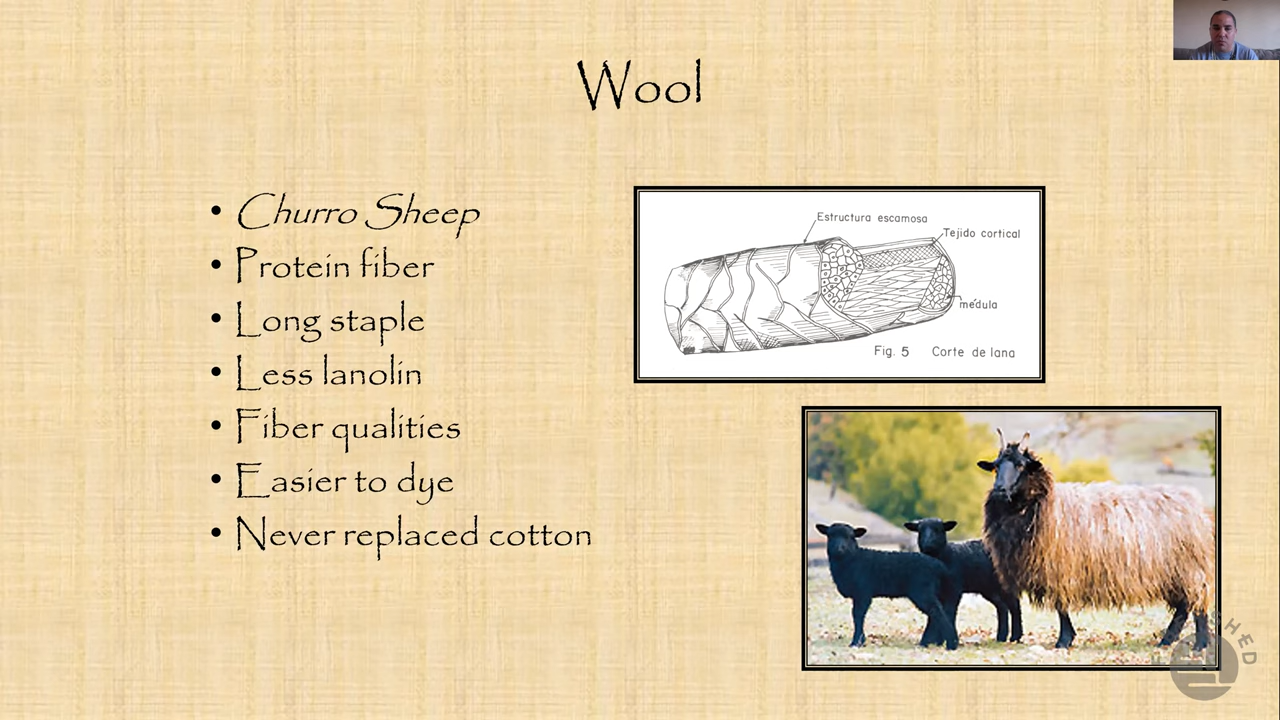 Wool
• Churro Sheep
• Protein fiber
• Long staple
• Less lanolin
• Fiber qualities
• Easier to dye
• Never replaced cotton
Estructura escamosa
Tejido cortical
médula
Fig. 5 Corte de lana